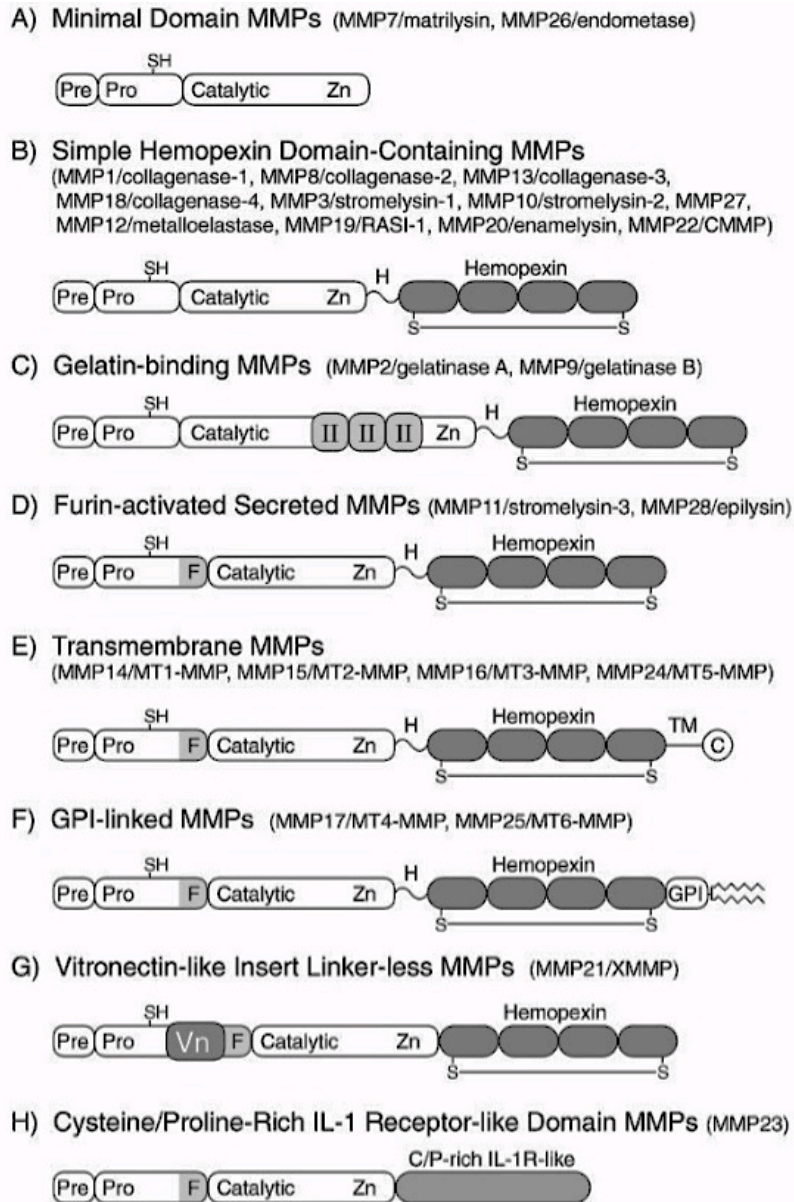 A) Minimal Domain MMPs (MMP7/matrilysin, MMP26/endometase)
SH
Pre Pro Catalytic Zn
B) Simple Hemopexin Domain-Containing MMPs
(MMP1/collagenase-1, MMP8/collagenase-2, MMP13/collagenase-3,
MMP18/collagenase-4, MMP3/stromelysin-1, MMP10/stromelysin-2, MMP27,
MMP12/metalloelastase, MMP19/RASI-1, MMP20/enamelysin, MMP22/CMMP)
SH H Hemopexin
Pre Pro Catalytic Zn
S S
C) Gelatin-binding MMPs (MMP2/gelatinase A, MMP9/gelatinase B)
SH H Hemopexin
Pre Pro Catalytic II II II Zn
S S
D) Furin-activated Secreted MMPs (MMP11/stromelysin-3, MMP28/epilysin)
SH H Hemopexin
Pre Pro F Catalytic Zn
S S
E) Transmembrane MMPs
(MMP14/MT1-MMP, MMP15/MT2-MMP, MMP16/MT3-MMP, MMP24/MT5-MMP)
SH H Hemopexin TM
Pre Pro F Catalytic Zn C
S S
F) GPI-linked MMPs (MMP17/MT4-MMP, MMP25/MT6-MMP)
SH H Hemopexin
Pre Pro F Catalytic Zn GPI
S S
G) Vitronectin-like Insert Linker-less MMPs (MMP21/XMMP)
SH Hemopexin
Pre Pro Vn F Catalytic Zn
S S
H) Cysteine/Proline-Rich IL-1 Receptor-like Domain MMPs (MMP23)
C/P-rich IL-1R-like
Pre Pro F Catalytic Zn